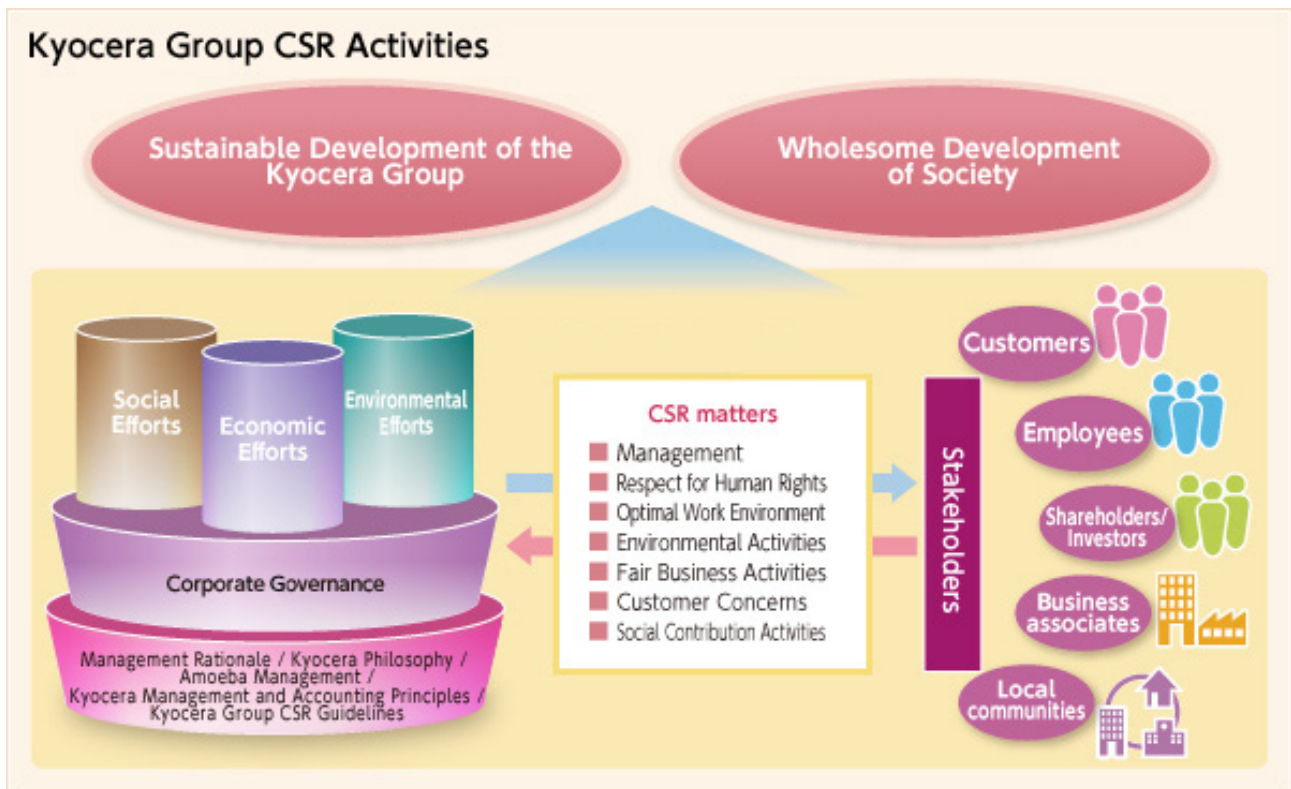 Kyocera Group CSR Activities
Sustainable Development of the
Kyocera Group
Wholesome Development
of Society
Social
Efforts
Economic
Efforts
Environmental
Efforts
Corporate Governance
Management Rationale / Kyocera Philosophy /
Amoeba Management /
Kyocera Management and Accounting Principles /
Kyocera Group CSR Guidelines
CSR matters
Management
Respect for Human Rights
Optimal Work Environment
Environmental Activities
Fair Business Activities
Customer Concerns
Social Contribution Activities
Stakeholders
Customers
Employees
Shareholders/
Investors
Business
associates
Local
communities